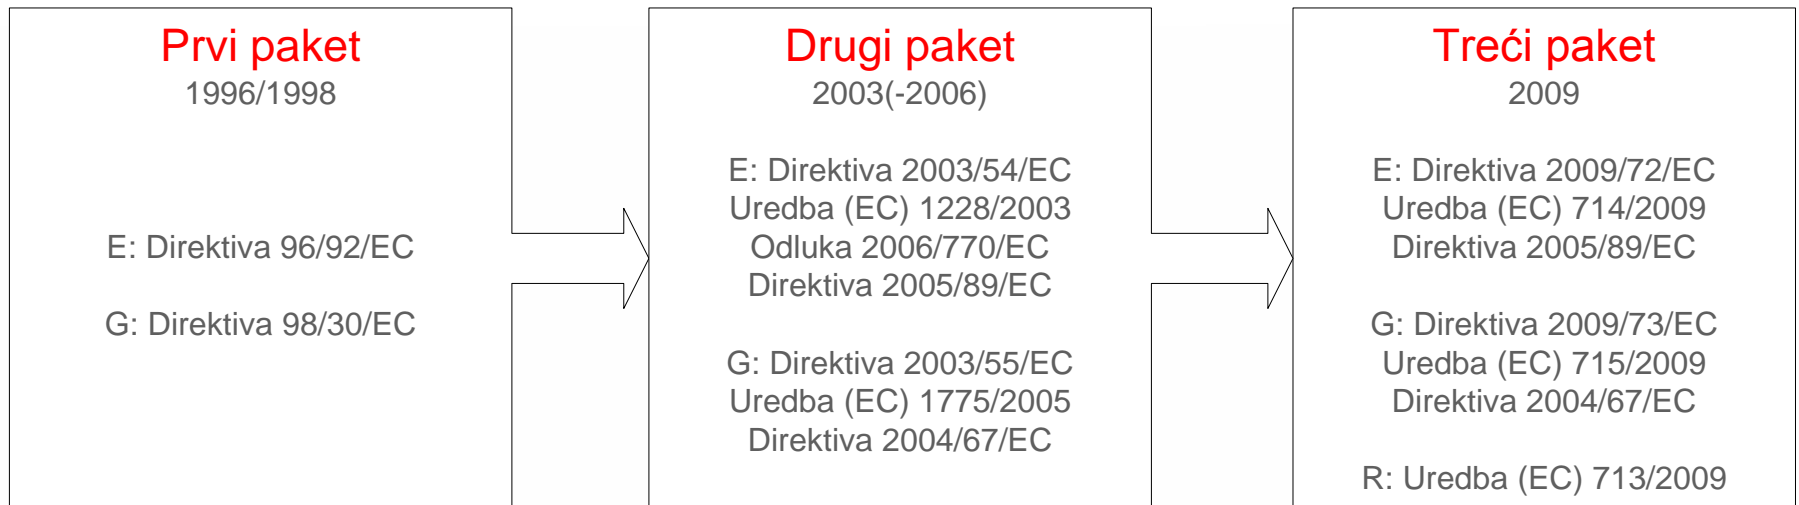 Prvi paket
1996/1998
E: Direktiva 96/92/EC
G: Direktiva 98/30/EC
Drugi paket
2003(-2006)
E: Direktiva 2003/54/EC
Uredba (EC) 1228/2003
Odluka 2006/770/EC
Direktiva 2005/89/EC
G: Direktiva 2003/55/EC
Uredba (EC) 1775/2005
Direktiva 2004/67/EC
Treći paket
2009
E: Direktiva 2009/72/EC
Uredba (EC) 714/2009
Direktiva 2005/89/EC
G: Direktiva 2009/73/EC
Uredba (EC) 715/2009
Direktiva 2004/67/EC
R: Uredba (EC) 713/2009